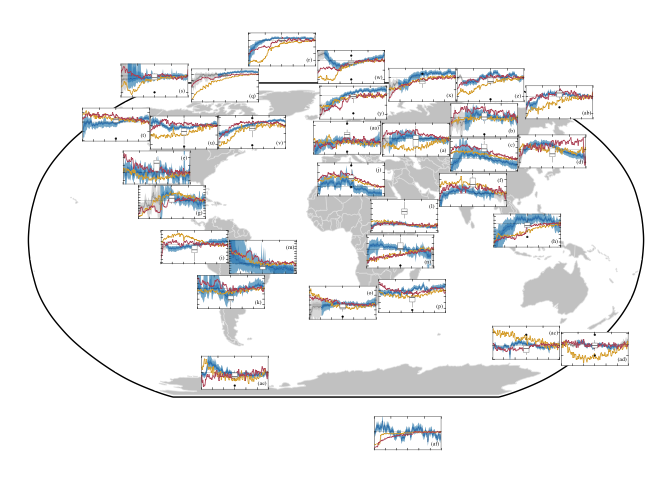 (r)
(w)
(s)
(q)
(x)
(z)
(y)
(ab)
(t)
(u)
(v)
(b)
(aa)
(a)
(c)
(d)
(e)
(j)
(f)
(g)
(l)
(h)
(i)
(m)
(k)
(o)
(p)
(ac)
(ad)
(ae)
(af)